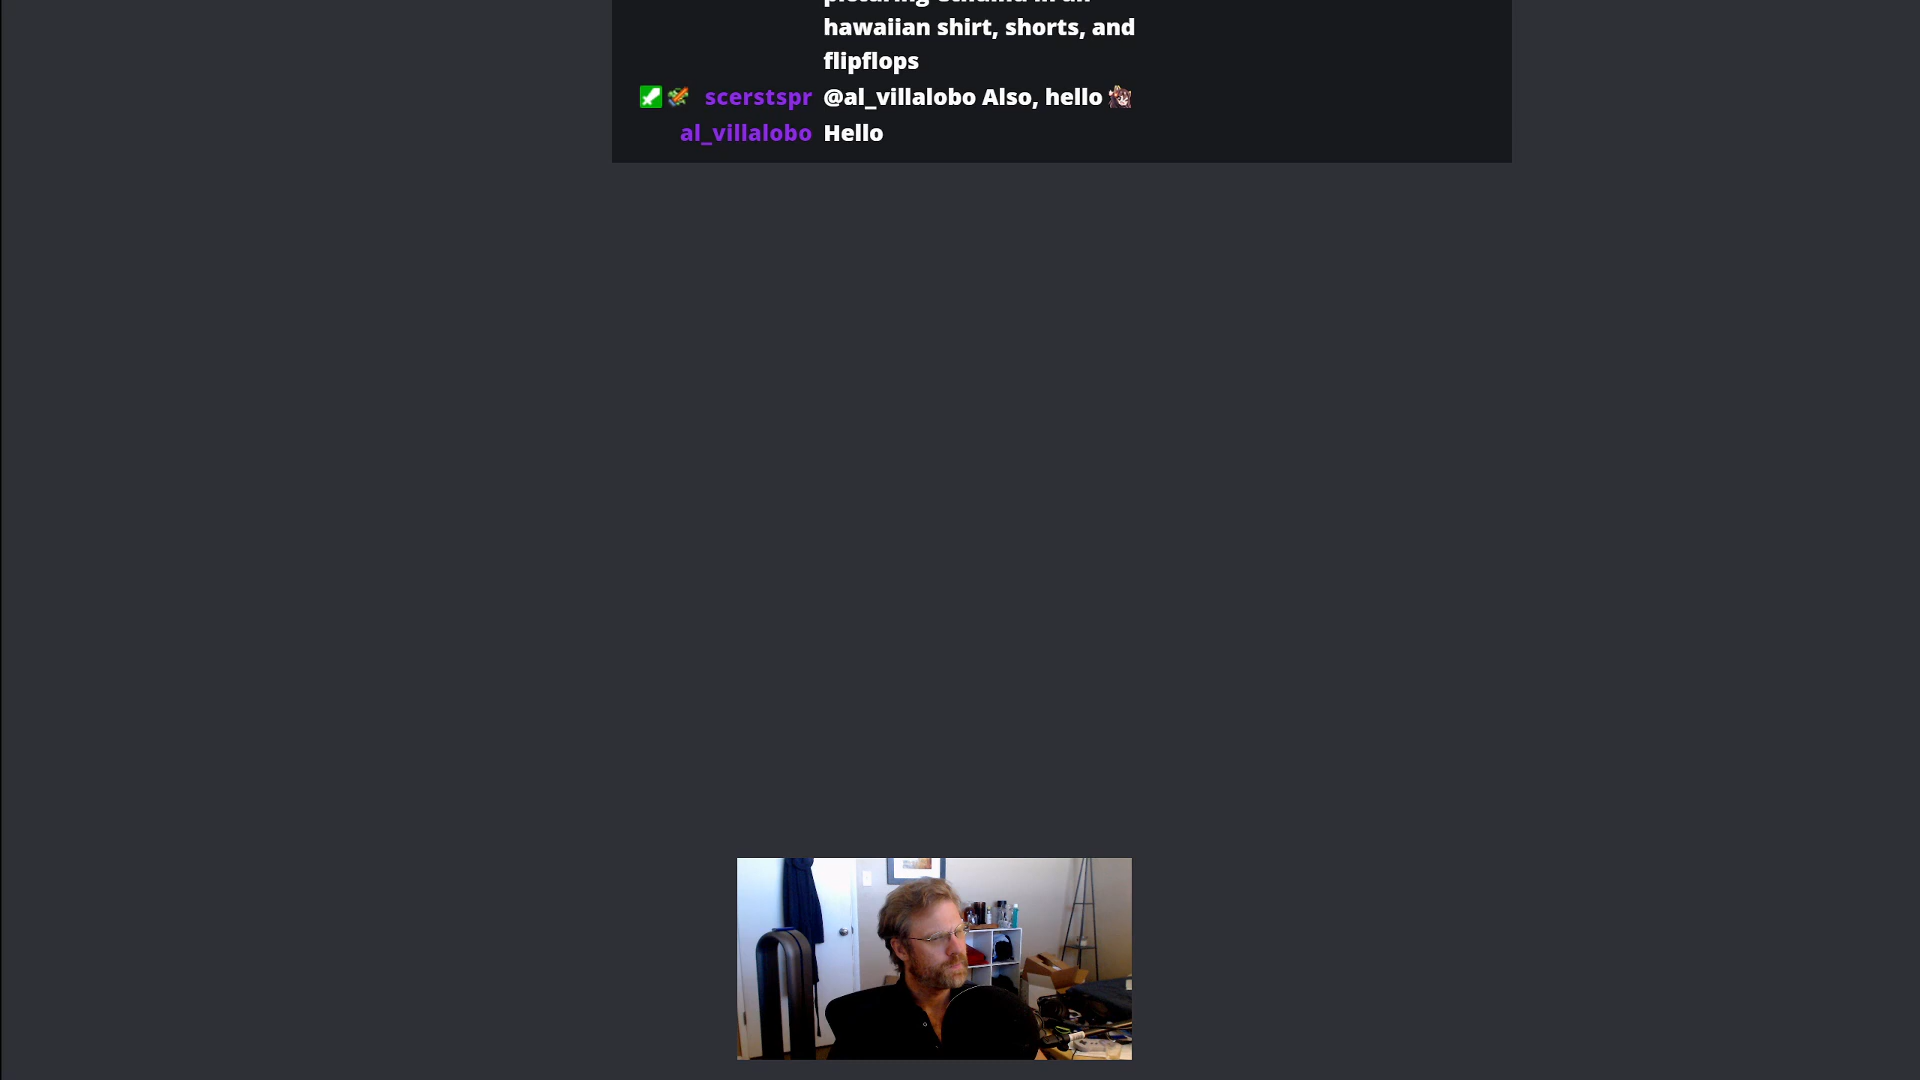 hawaiian shirt, shorts, and
flipflops
scerstspr @al_villalobo Also, hello
al_villalobo Hello